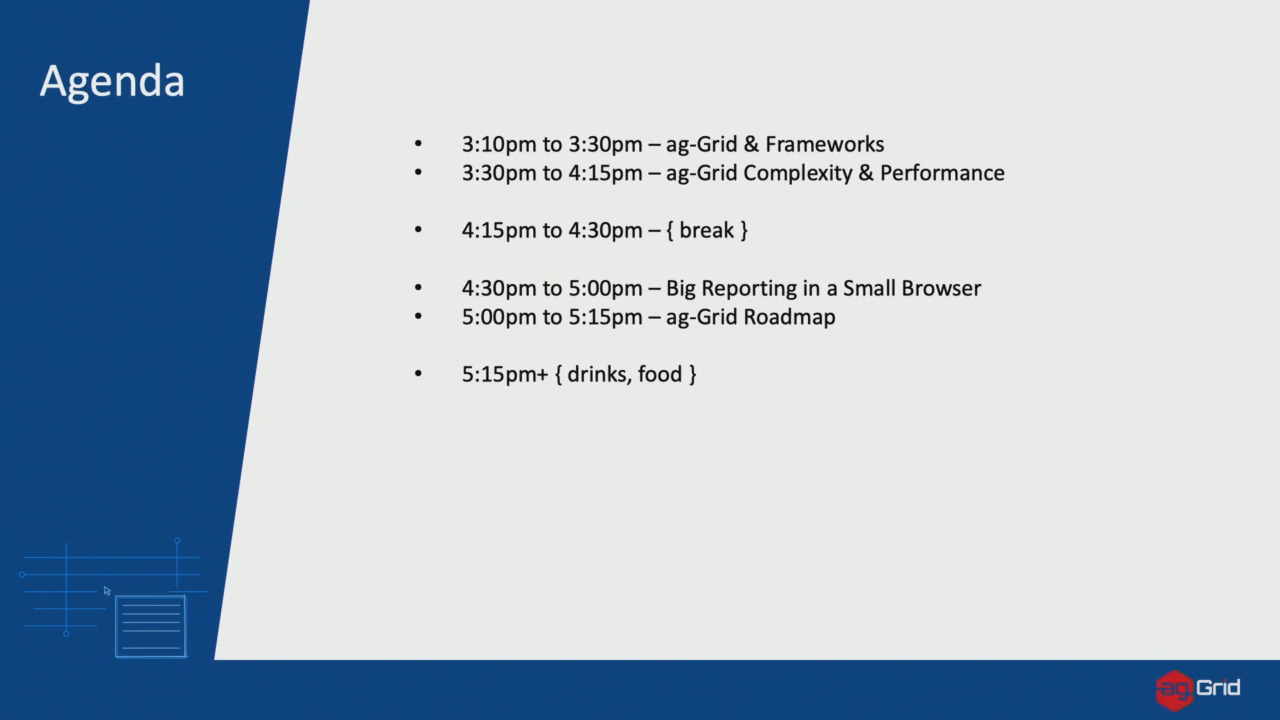 Agenda
• 3:10pm to 3:30pm – ag-Grid & Frameworks
• 3:30pm to 4:15pm – ag-Grid Complexity & Performance
• 4:15pm to 4:30pm – { break }
• 4:30pm to 5:00pm – Big Reporting in a Small Browser
• 5:00pm to 5:15pm – ag-Grid Roadmap
• 5:15pm+ { drinks, food }
ag-Grid